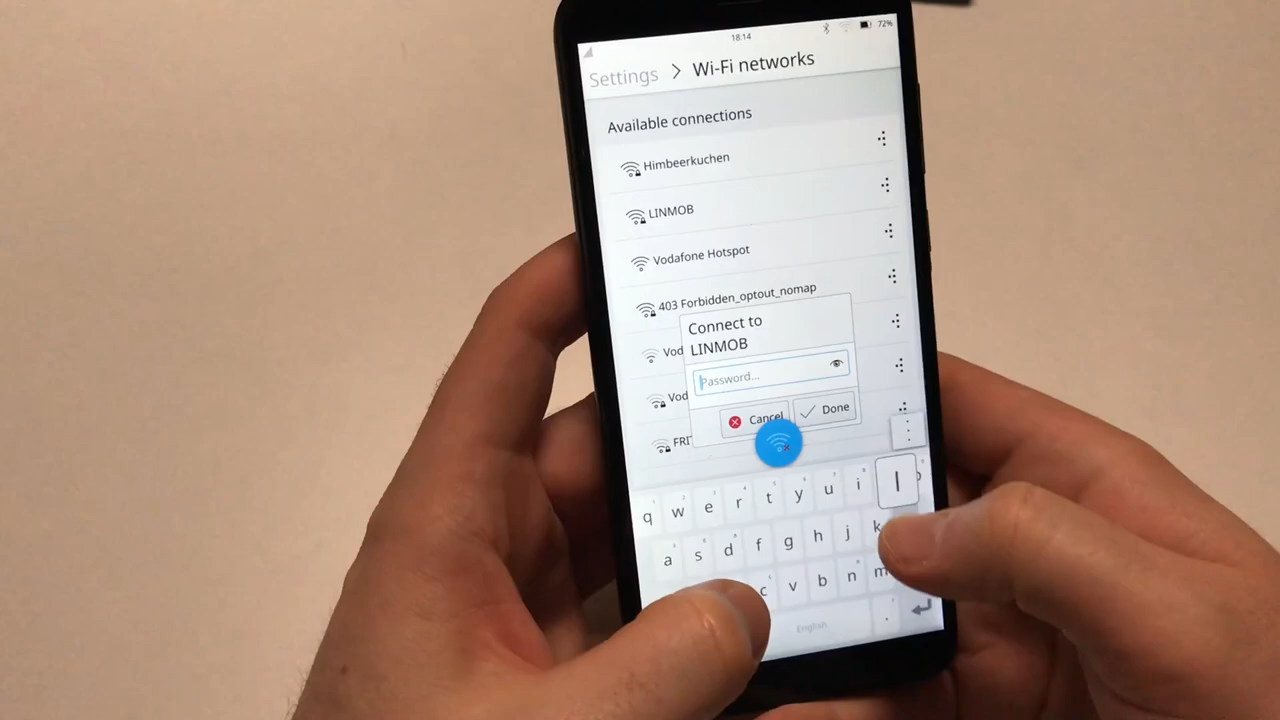 18:14
72%
Settings > Wi-Fi networks
Available connections
Himbeerkuchen
LINMOB
Vodafone Hotspot
403 Forbidden_optout_nomap
Connect to
LINMOB
Vod
Password...
Vod
Cancel
Done
FRI
q w e r t y u i
l
a s d f g h j k
c v b n m
English
.